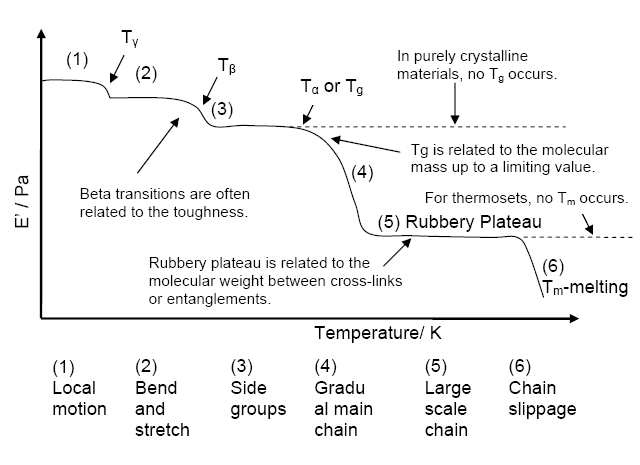 (1)
Tγ
(2)
Tβ
(3)
Tα or Tg
In purely crystalline
materials, no Tg occurs.
Tg is related to the molecular
mass up to a limiting value.
(4)
Beta transitions are often
related to the toughness.
For thermosets, no Tm occurs.
(5) Rubbery Plateau
Rubbery plateau is related to the
molecular weight between cross-links
or entanglements.
(6)
Tm-melting
E' / Pa
Temperature/ K
(1)
Local
motion
(2)
Bend
and
stretch
(3)
Side
groups
(4)
Gradu
al main
chain
(5)
Large
scale
chain
(6)
Chain
slippage